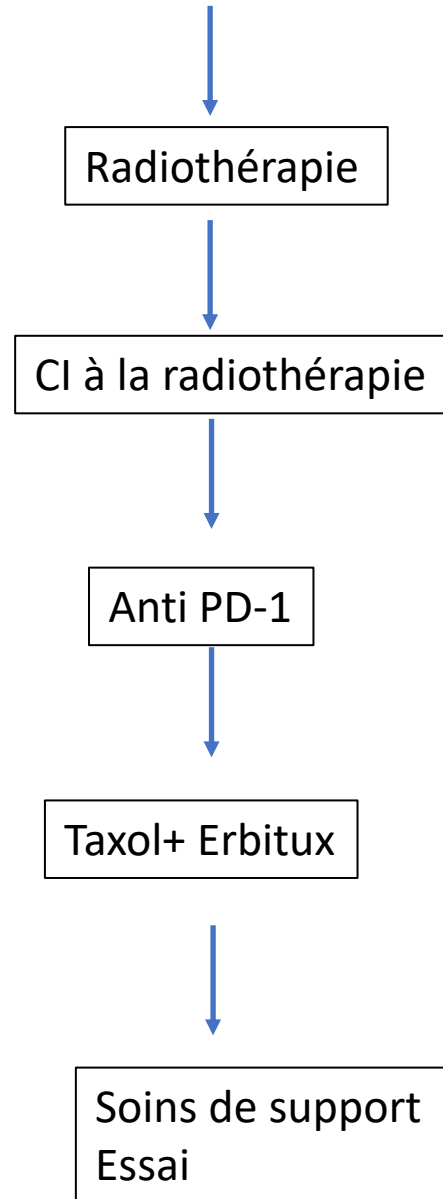 Radiothérapie
CI à la radiothérapie
Anti PD-1
Taxol+ Erbitux
Soins de support
Essai